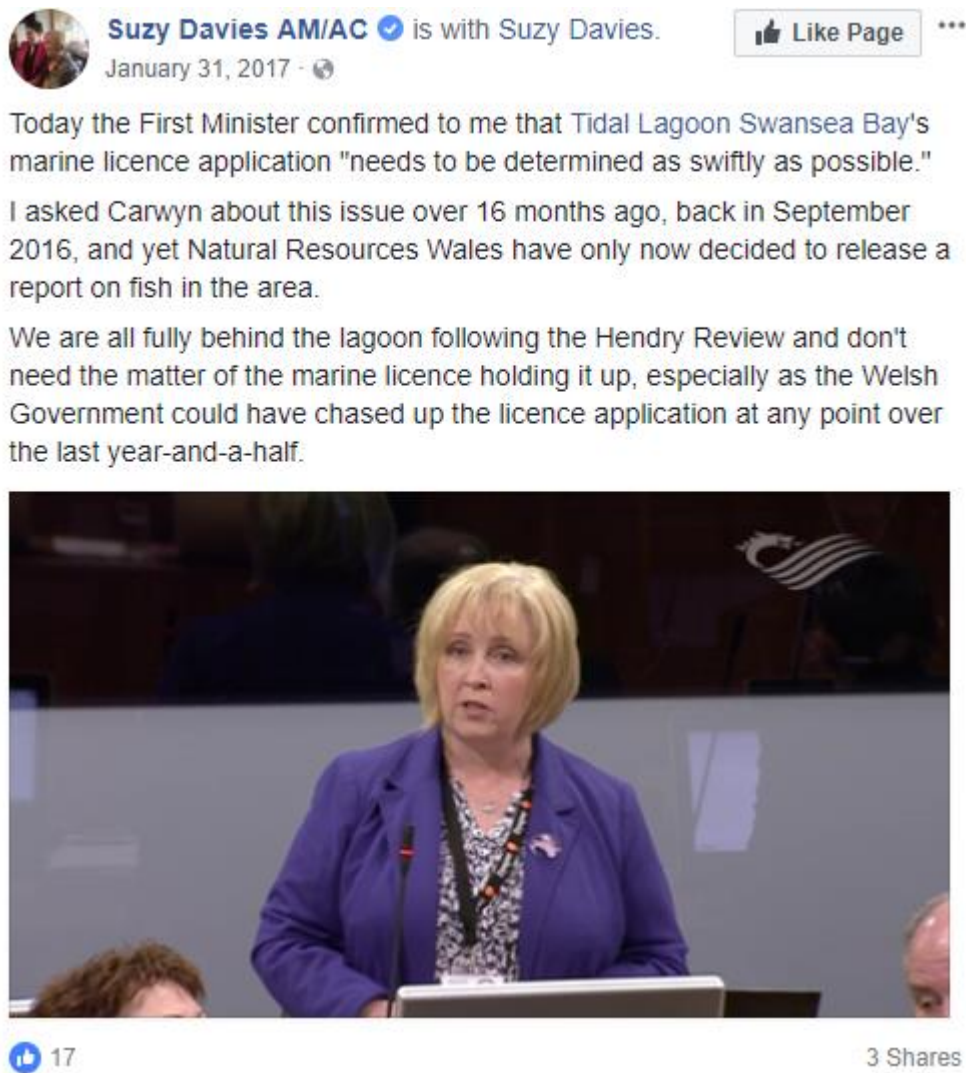 Suzy Davies AM/AC is with Suzy Davies.
Like Page
January 31, 2017
Today the First Minister confirmed to me that Tidal Lagoon Swansea Bay's
marine licence application "needs to be determined as swiftly as possible."
I asked Carwyn about this issue over 16 months ago, back in September
2016, and yet Natural Resources Wales have only now decided to release a
report on fish in the area.
We are all fully behind the lagoon following the Hendry Review and don't
need the matter of the marine licence holding it up, especially as the Welsh
Government could have chased up the licence application at any point over
the last year-and-a-half.
17
3 Shares